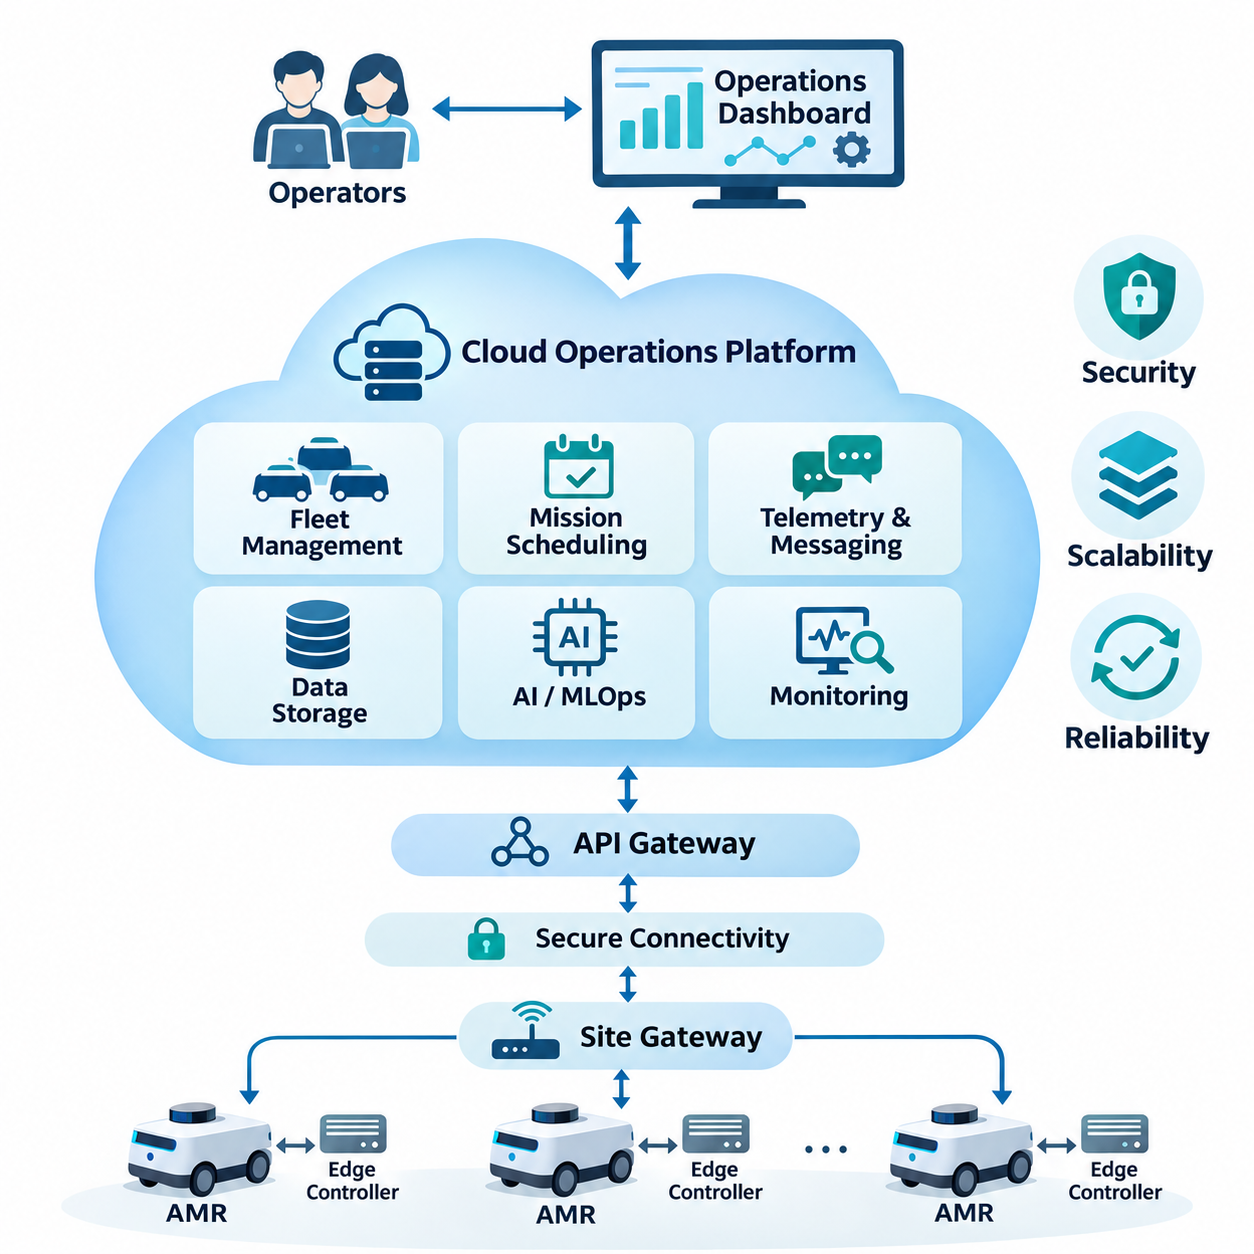 Operations
Dashboard
Operators
Cloud Operations Platform
Security
Fleet
Management
Mission
Scheduling
Telemetry &
Messaging
Scalability
Data
Storage
AI
AI / MLOps
Monitoring
Reliability
API Gateway
Secure Connectivity
Site Gateway
Edge
Controller
AMR
Edge
Controller
AMR
...
Edge
Controller
AMR